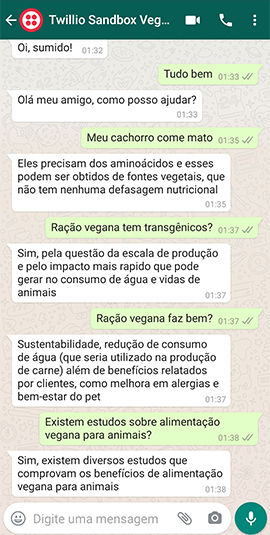 Twillio Sandbox Veg...
Oi, sumido!
01:32
Tudo bem
01:33
Olá meu amigo, como posso ajudar?
01:33
Meu cachorro come mato
01:35
Eles precisam dos aminoácidos e esses
podem ser obtidos de fontes vegetais, que
não tem nenhuma defasagem nutricional
01:35
Ração vegana tem transgênicos?
01:37
Sim, pela questão da escala de produção
e pelo impacto mais rapido que pode
gerar no consumo de água e vidas de
animais
01:37
Ração vegana faz bem?
01:37
Sustentabilidade, redução de consumo
de água (que seria utilizado na produção
de carne) além de benefícios relatados
por clientes, como melhora em alergias e
bem-estar do pet
01:37
Existem estudos sobre alimentação
vegana para animais?
01:38
Sim, existem diversos estudos que
comprovam os benefícios de alimentação
vegana para animais
01:38
Digite uma mensagem